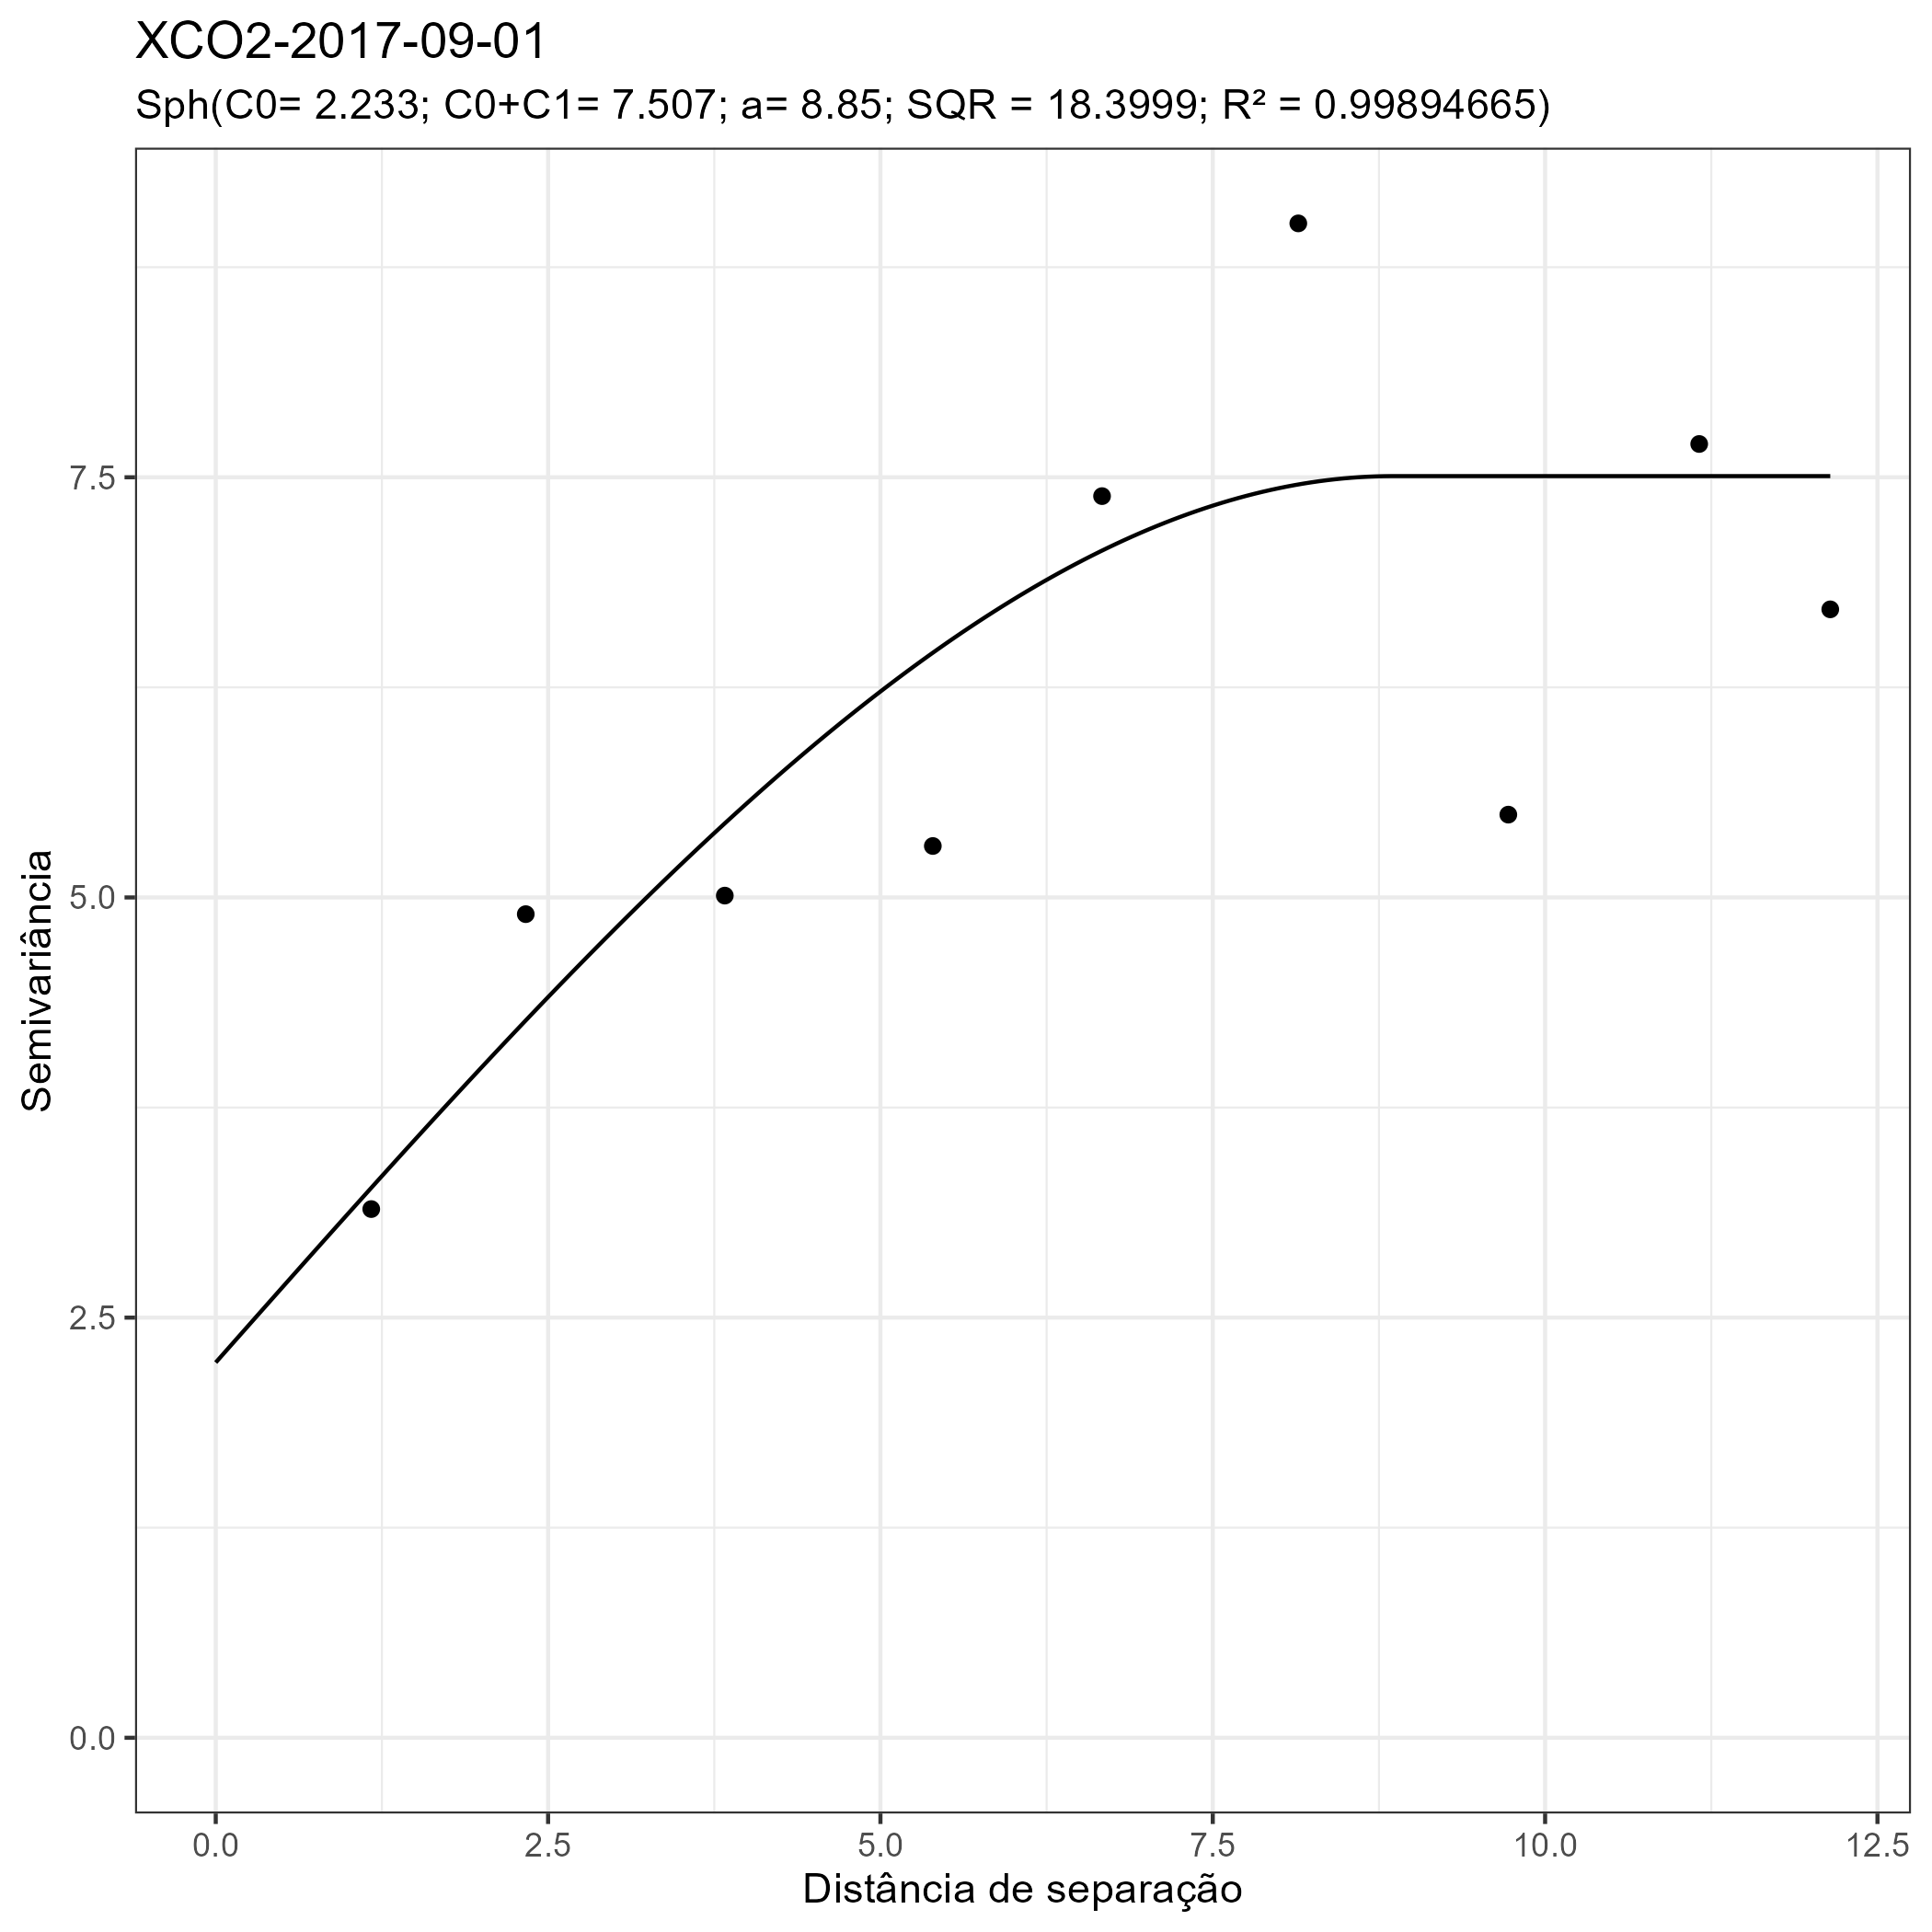 XCO2-2017-09-01
Sph(C0= 2.233; C0+C1= 7.507; a= 8.85; SQR = 18.3999; R² = 0.99894665)
Semivariância
7.5
5.0
2.5
0.0
0.0 2.5 5.0 7.5 10.0 12.5
Distância de separação